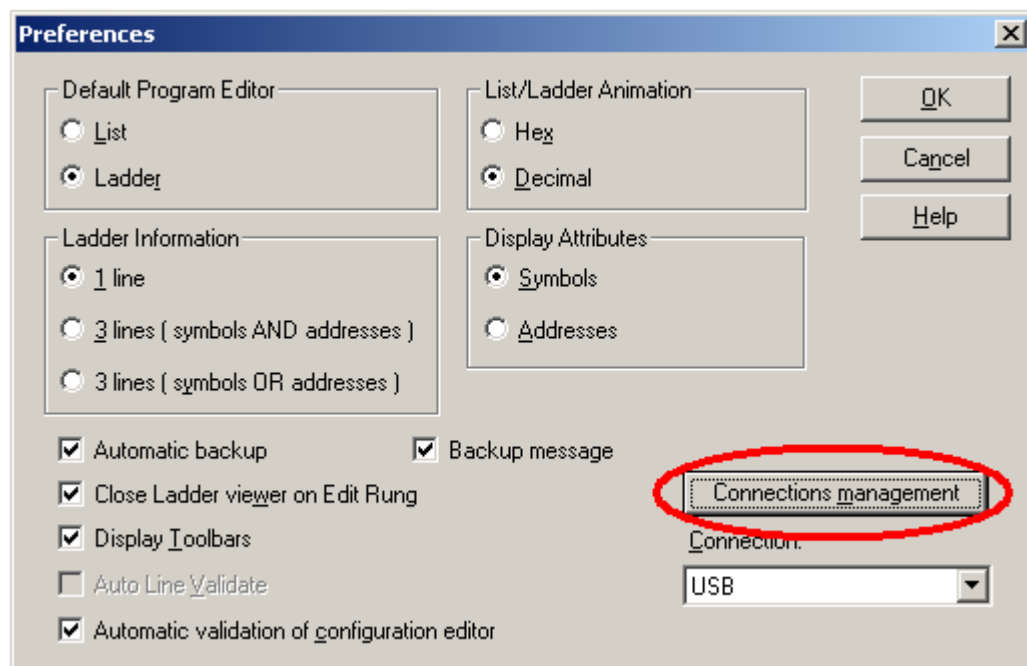 Preferences
Default Program Editor
List
Ladder
List/Ladder Animation
Hex
Decimal
OK
Cancel
Help
Ladder Information
1 line
3 lines ( symbols AND addresses )
3 lines ( symbols OR addresses )
Display Attributes
Symbols
Addresses
Automatic backup
Backup message
Close Ladder viewer on Edit Rung
Connections management
Display Toolbars
Connection:
Auto Line Validate
USB
Automatic validation of configuration editor